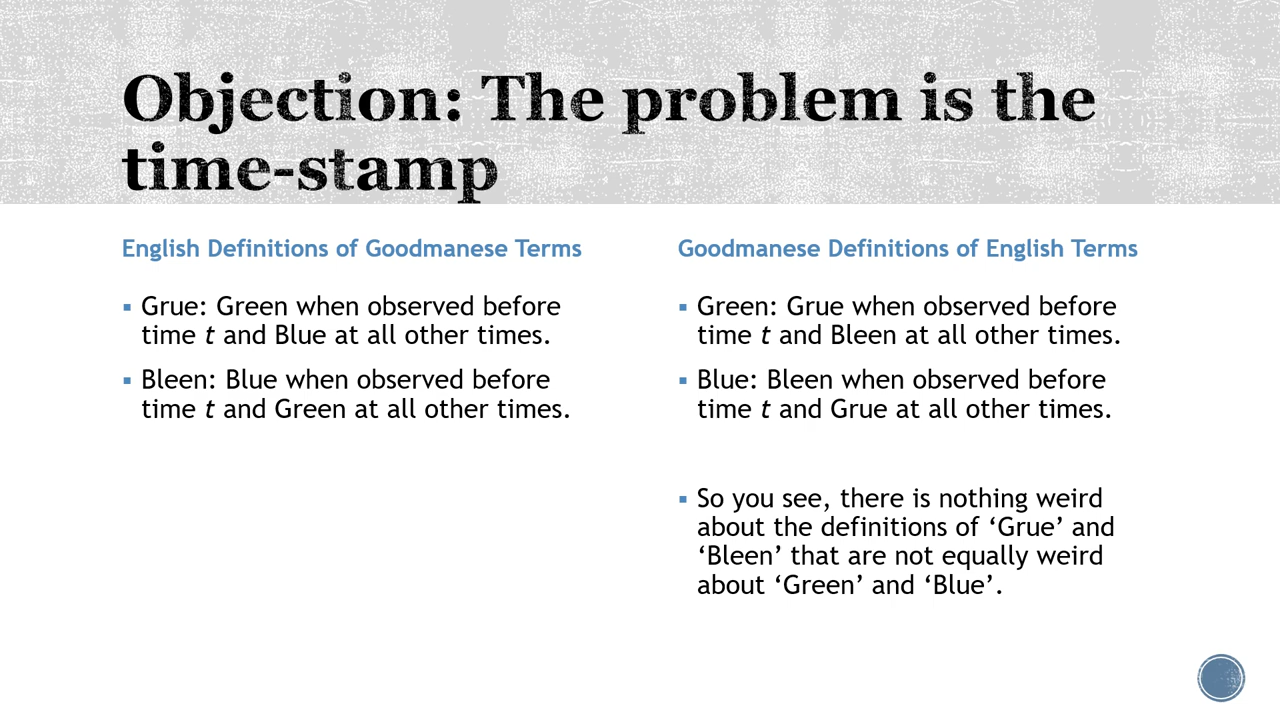 Objection: The problem is the
time-stamp
English Definitions of Goodmanese Terms
▪ Grue: Green when observed before
time t and Blue at all other times.
▪ Bleen: Blue when observed before
time t and Green at all other times.
Goodmanese Definitions of English Terms
▪ Green: Grue when observed before
time t and Bleen at all other times.
▪ Blue: Bleen when observed before
time t and Grue at all other times.
▪ So you see, there is nothing weird
about the definitions of ‘Grue’ and
‘Bleen’ that are not equally weird
about ‘Green’ and ‘Blue’.